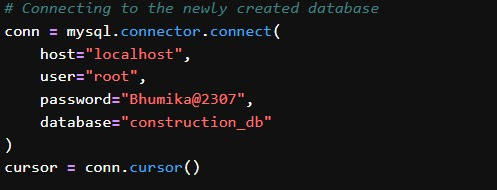 # Connecting to the newly created database
conn = mysql.connector.connect(
    host="localhost",
    user="root",
    password="Bhumika@2307",
    database="construction_db"
)
cursor = conn.cursor()